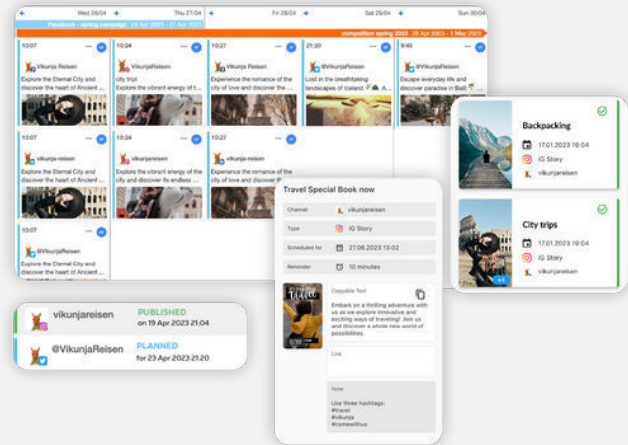 Wed 26/04 Thu 27/04 Fri 28/04 Sat 29/04 Sun 30/04
Facebook - spring campaign 24 Apr 2023 - 27 Apr 2023
competition spring 2023 28 Apr 2023 - 1 May 2023
10:07
Vikunja Reisen
Explore the Eternal City and
discover the heart of Ancient ...
10:24
vikunjareisen
city trip!
Explore the vibrant energy of t...
10:27
Vikunja Reisen
Experience the romance of the
city of love and discover the ...
21:20
@VikunjaReisen
Lost in the breathtaking
landscapes of Iceland
9:45
Vikunja Reisen
Escape everyday life and
discover paradise in Bali!
10:07
vikunja-reisen
Explore the Eternal City and
discover the heart of Ancient ...
10:24
vikunjareisen
Explore the vibrant energy of the
city and discover its endless ...
10:27
vikunja-reisen
Experience the romance of the
city of love and discover the ...
10:07
@VikunjaReisen
Explore the Eternal City and
discover the heart of Ancient ...
Backpacking
17.01.2023 19:04
IG Story
vikunjareisen
City trips
17.01.2023 19:04
IG Story
vikunjareisen
+4
Travel Special Book now
Channel vikunjareisen
Type IG Story
Scheduled for 27.06.2023 13:02
Reminder 10 minutes
Travel
0:10
Copyable Text
Embark on a thrilling adventure with
us as we explore innovative and
exciting ways of traveling! Join us
and discover a whole new world of
possibilities.
Link
Note
Use three hashtags:
#travel
#vikunja
#comewithus
vikunjareisen PUBLISHED
on 19 Apr 2023 21:04
@VikunjaReisen PLANNED
for 23 Apr 2023 21:20